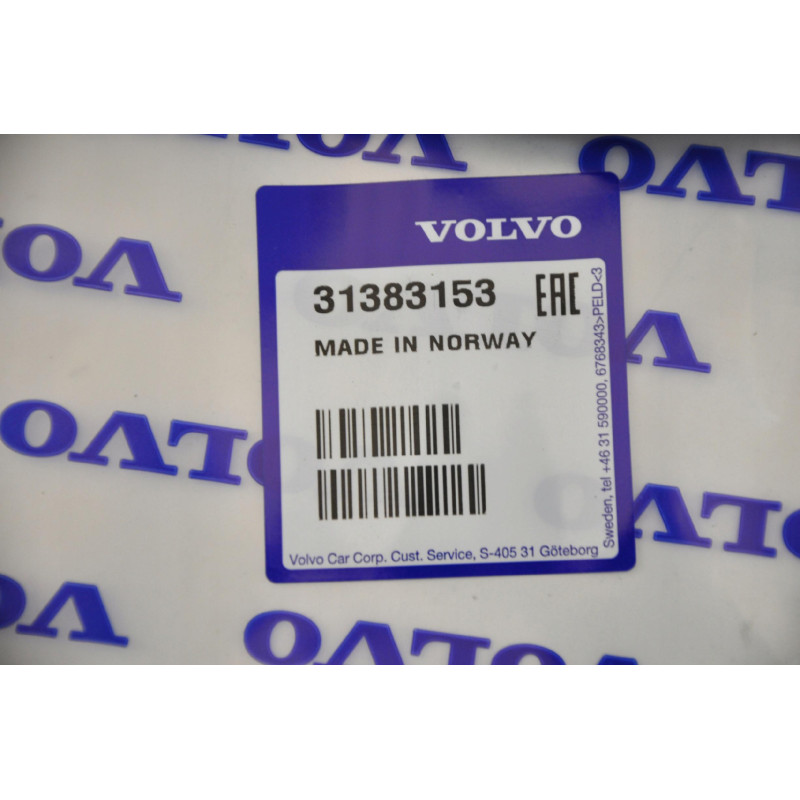 VOLVO
31383153 EAC
MADE IN NORWAY
Volvo Car Corp. Cust. Service, S-405 31 Göteborg
Sweden, tel +46 31 590000. 6768343>PELD<3
VOLVO